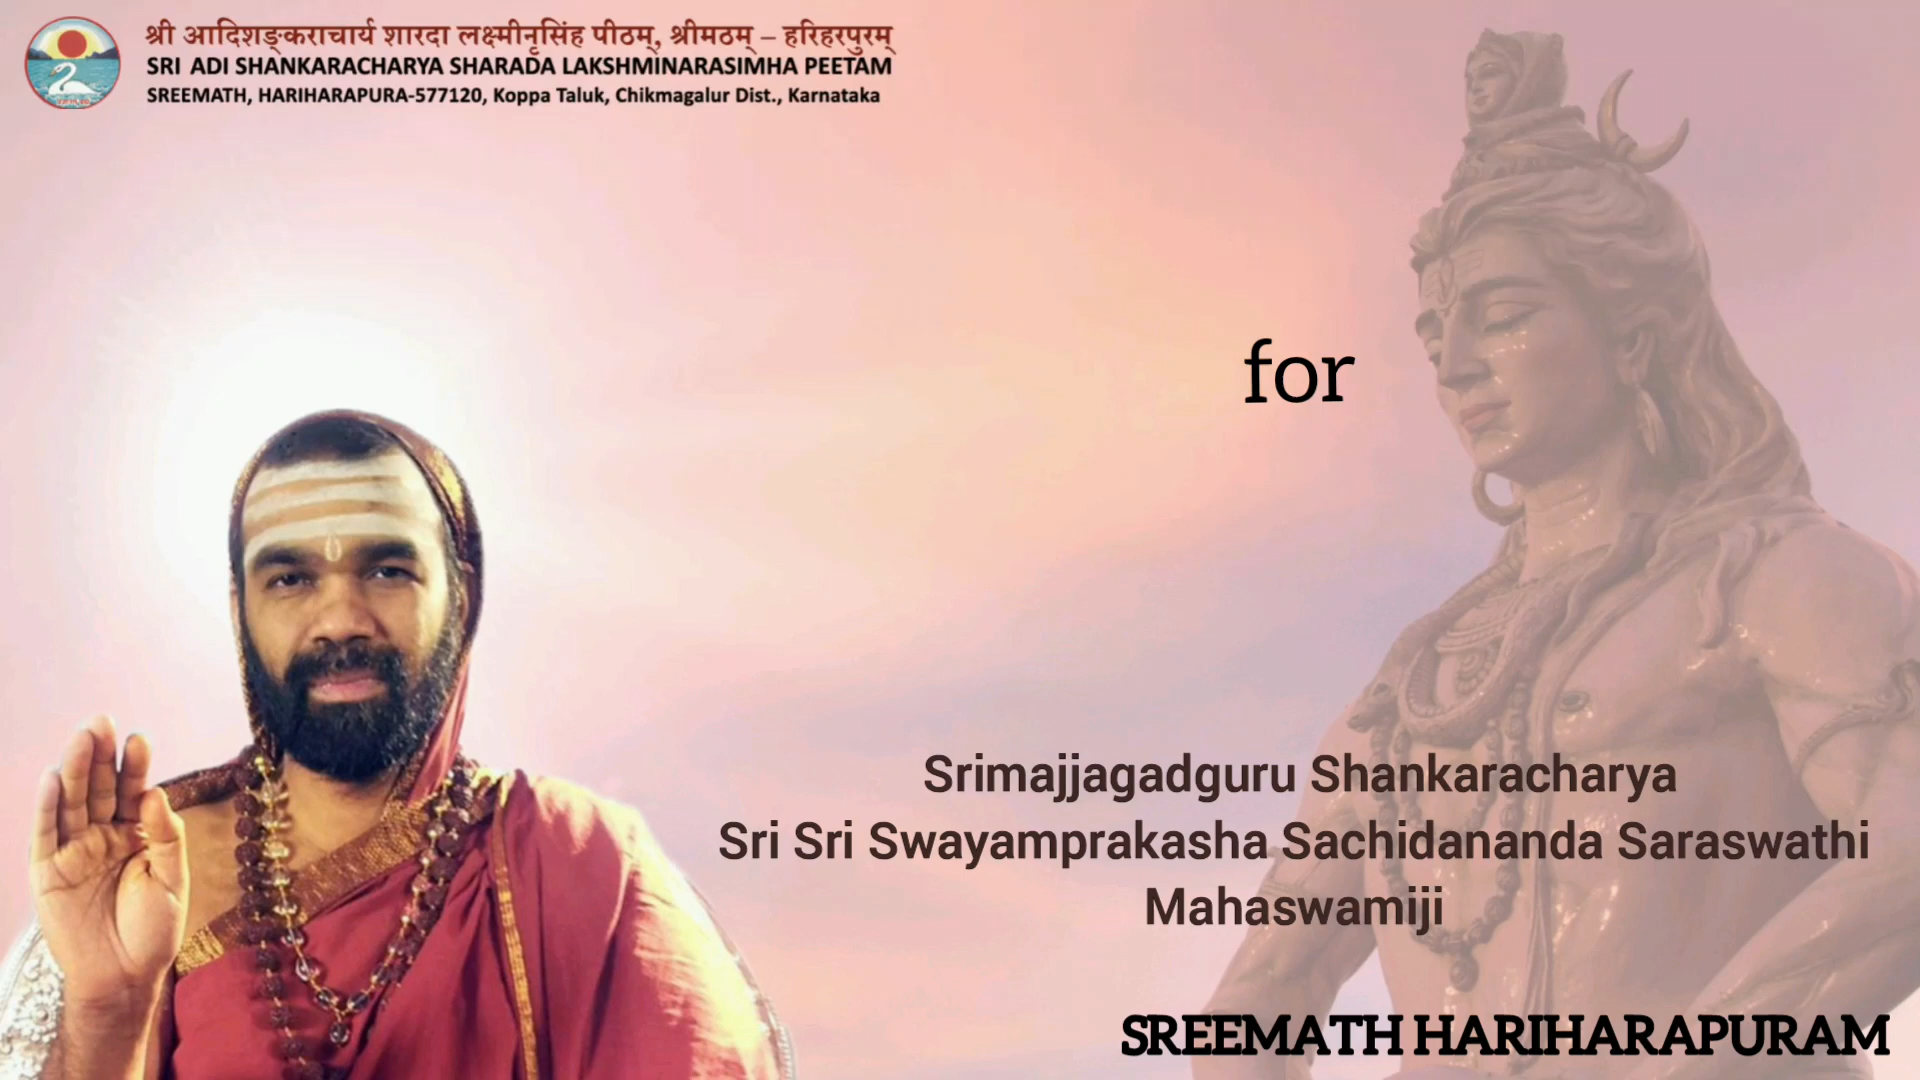 श्री आदिशङ्कराचार्य शारदा लक्ष्मीनृसिंह पीठम्, श्रीमठम् – हरिहरपुरम्
SRI ADI SHANKARACHARYA SHARADA LAKSHMINARASIMHA PEETAM
SREEMATH, HARIHARAPURA-577120, Koppa Taluk, Chikmagalur Dist., Karnataka
for
Srimajjagadguru Shankaracharya
Sri Sri Swayamprakasha Sachidananda Saraswathi
Mahaswamiji
SREEMATH HARIHARAPURAM